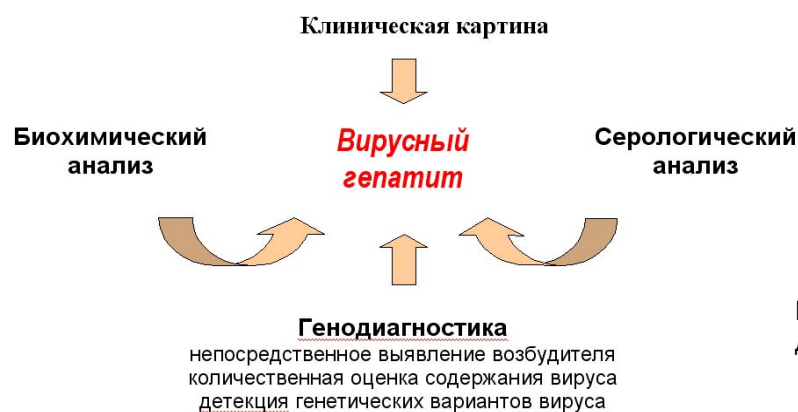 Клиническая картина
Биохимический
анализ
Вирусный
гепатит
Серологический
анализ
Генодиагностика
непосредственное выявление возбудителя
количественная оценка содержания вируса
детекция генетических вариантов вируса